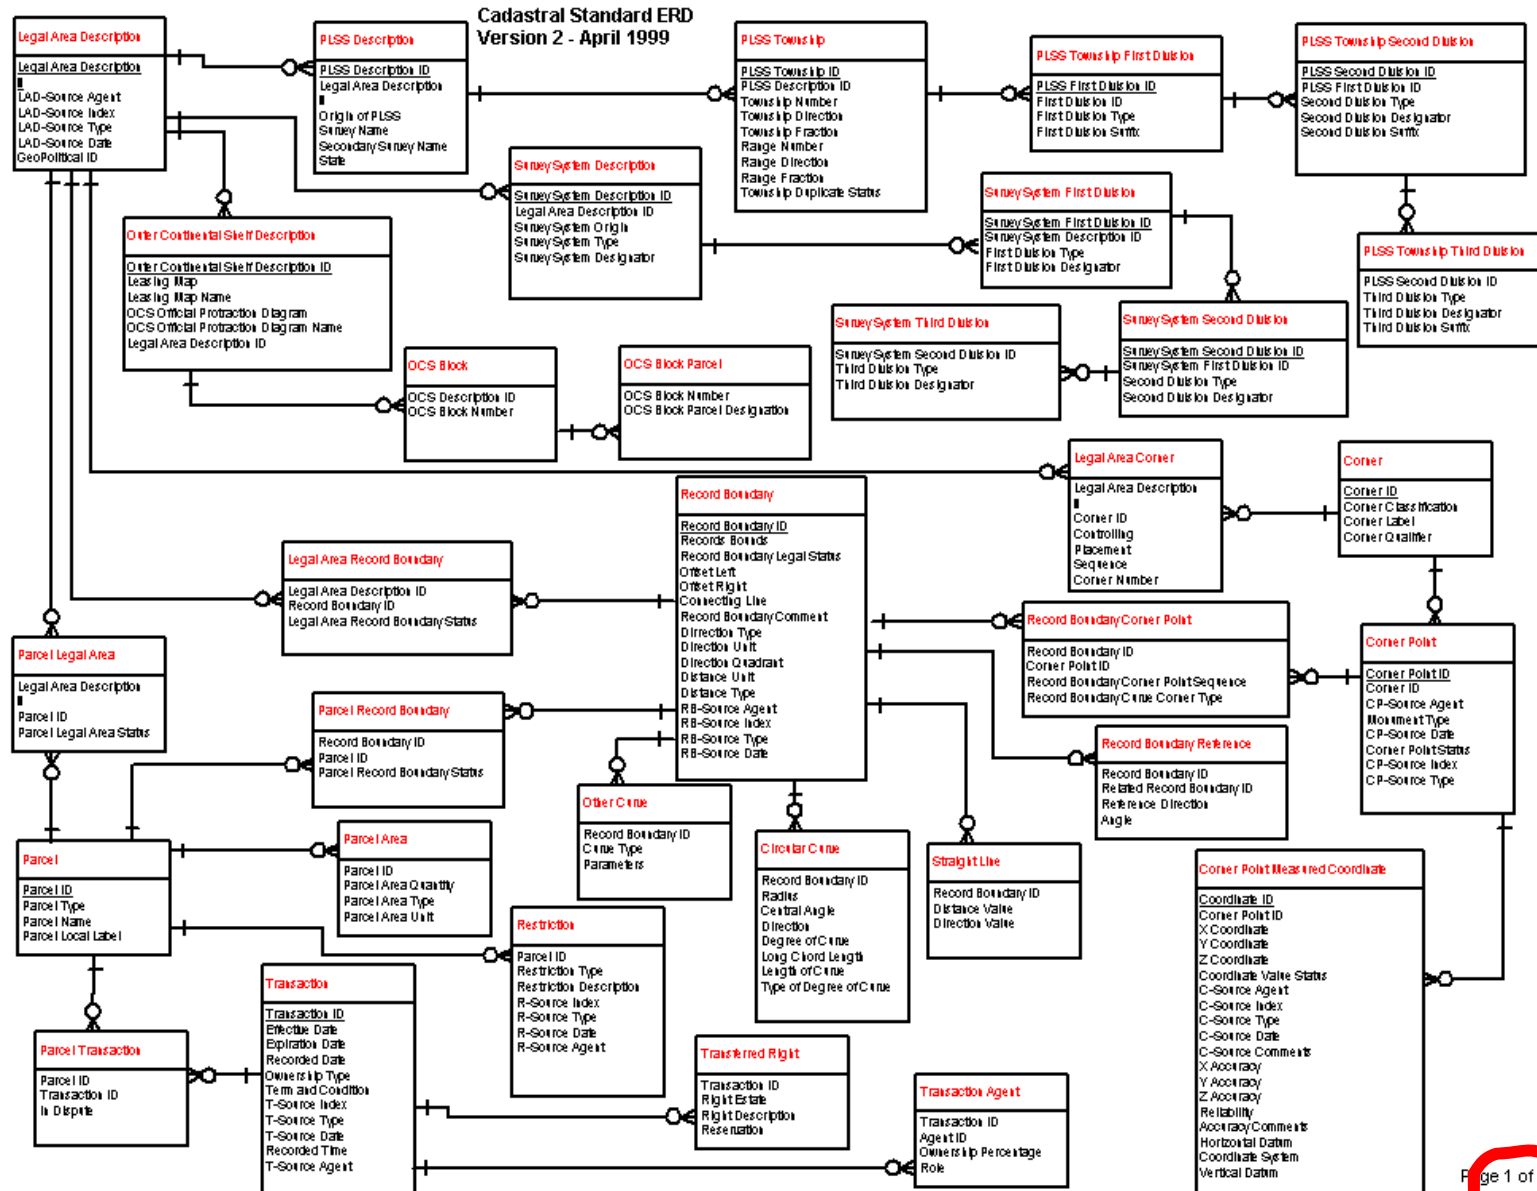 Cadastral Standard ERD
Version 2 - April 1999
Legal Area Description
Legal Area Description
LAD-Source Agent
LAD-Source Index
LAD-Source Type
LAD-Source Date
GeoPolitical ID
PLSS Description
PLSS Description ID
Legal Area Description
Origin of PLSS
Survey Name
Secondary Survey Name
State
PLSS Township
PLSS Township ID
PLSS Description ID
Township Number
Township Direction
Township Fraction
Range Number
Range Direction
Range Fraction
Township Duplicate Status
PLSS Township First Division
PLSS First Division ID
First Division ID
First Division Type
First Division Suffix
PLSS Township Second Division
PLSS Second Division ID
PLSS First Division ID
Second Division Type
Second Division Designator
Second Division Suffix
Survey System Description
Survey System Description ID
Legal Area Description ID
Survey System Origin
Survey System Type
Survey System Designator
Survey System First Division
Survey System First Division ID
Survey System Description ID
First Division Type
First Division Designator
PLSS Township Third Division
PLSS Second Division ID
Third Division Type
Third Division Designator
Third Division Suffix
Outer Continental Shelf Description
Outer Continental Shelf Description ID
Leasing Map
Leasing Map Name
OCS Official Protraction Diagram
OCS Official Protraction Diagram Name
Legal Area Description ID
Survey System Third Division
Survey System Second Division ID
Third Division Type
Third Division Designator
Survey System Second Division
Survey System Second Division ID
Survey System First Division ID
Second Division Type
Second Division Designator
OCS Block
OCS Description ID
OCS Block Number
OCS Block Parcel
OCS Block Number
OCS Block Parcel Designation
Legal Area Corner
Legal Area Description
Corner ID
Controlling
Placement
Sequence
Corner Number
Corner
Corner ID
Corner Classification
Corner Label
Corner Qualifier
Record Boundary
Record Boundary ID
Records Bounds
Record Boundary Legal Status
Offset Left
Offset Right
Connecting Line
Record Boundary Comment
Dirrection Type
Direction Unit
Direction Quadrant
Distance Unit
Distance Type
RB-Source Agent
RB-Source Index
RB-Source Type
RB-Source Date
Legal Area Record Boundary
Legal Area Description ID
Record Boundary ID
Legal Area Record Boundary Status
Record Boundary Corner Point
Record Boundary ID
Corner Point ID
Record Boundary Corner Point Sequence
Record Boundary Curve Corner Type
Corner Point
Corner Point ID
Corner ID
CP-Source Agent
Monument Type
CP-Source Date
Corner Point Status
CP-Source Index
CP-Source Type
Parcel Legal Area
Legal Area Description
Parcel ID
Parcel Legal Area Status
Parcel Record Boundary
Record Boundary ID
Parcel ID
Parcel Record Boundary Status
Record Boundary Reference
Record Boundary ID
Related Record Boundary ID
Reference Direction
Angle
Other Curve
Record Boundary ID
Curve Type
Parameters
Circular Curve
Record Boundary ID
Radius
Central Angle
Direction
Degree of Curve
Long Chord Length
Length of Curve
Type of Degree of Curve
Straight Line
Record Boundary ID
Distance Value
Direction Value
Parcel
Parcel ID
Parcel Type
Parcel Name
Parcel Local Label
Parcel Area
Parcel ID
Parcel Area Quantity
Parcel Area Type
Parcel Area Unit
Corner Point Measured Coordinate
Coordinate ID
Corner Point ID
X Coordinate
Y Coordinate
Z Coordinate
Coordinate Value Status
C-Source Agent
C-Source Index
C-Source Type
C-Source Date
C-Source Comments
X Accuracy
Y Accuracy
Z Accuracy
Reliability
Accuracy Comments
Horizontal Datum
Coordinate System
Vertical Datum
Restriction
Parcel ID
Restriction Type
Restriction Description
R-Source Index
R-Source Type
R-Source Date
R-Source Agent
Transaction
Transaction ID
Effective Date
Expiration Date
Recorded Date
Ownership Type
Term and Condition
T-Source Index
T-Source Type
T-Source Date
Recorded Time
T-Source Agent
Parcel Transaction
Parcel ID
Transaction ID
In Dispute
Transferred Right
Transaction ID
Right Estate
Right Description
Reservation
Transaction Agent
Transaction ID
Agent ID
Ownership Percentage
Role
Page 1 of